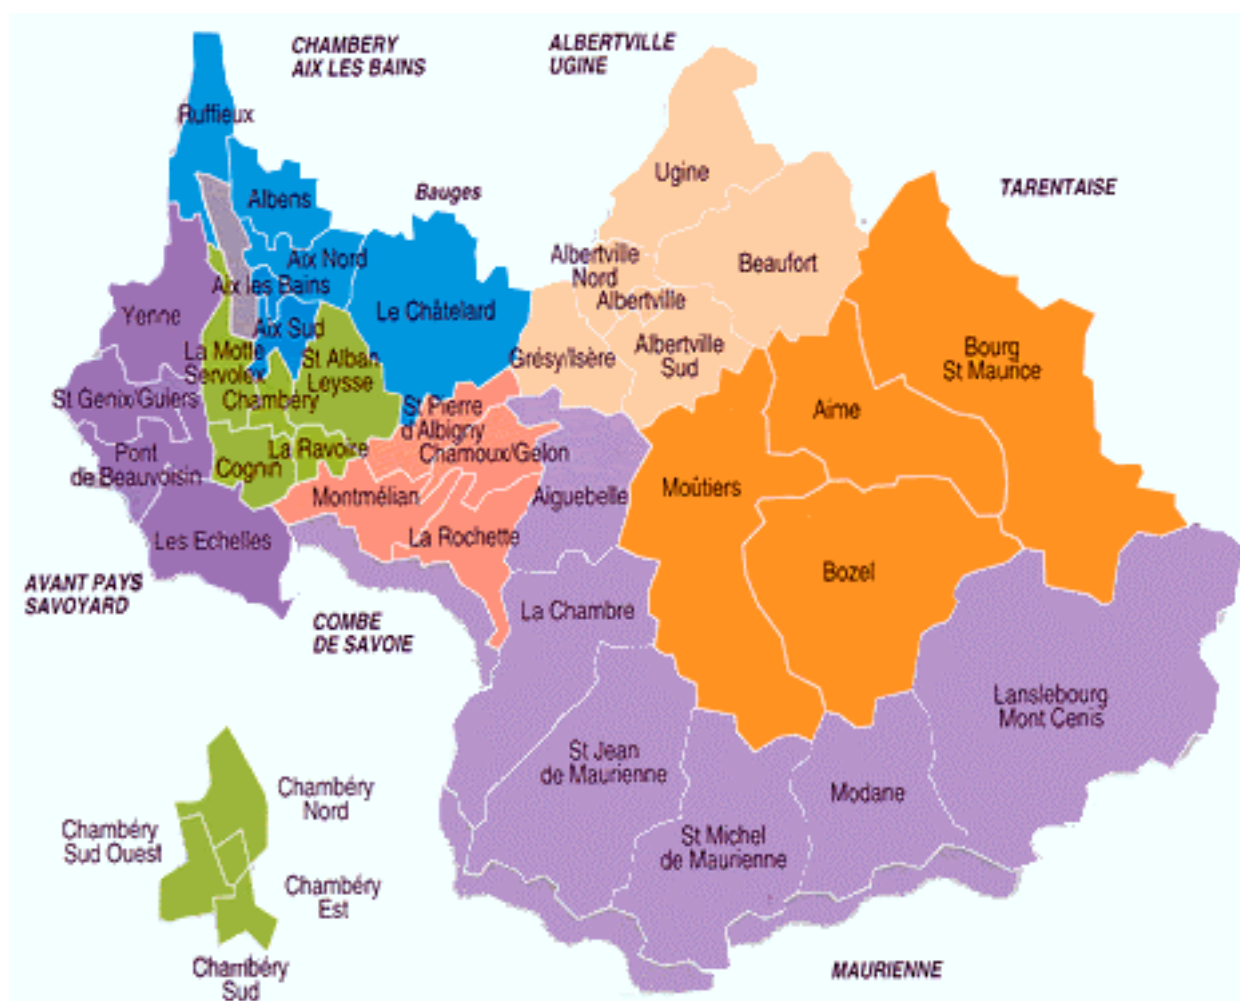 CHAMBERY
AIX LES BAINS
ALBERTVILLE
UGINE
Ruffieux
Ugine
TARENTAISE
Bauges
Albens
Albertville
Nord
Beaufort
Aix Nord
Aix les Bains
Albertville
Le Châtelard
Yenne
Aix Sud
La Motte
Servolex
St Alban
Leysse
Grésy/Isère
Albertville
Sud
Bourg
St Maurice
St Genix/Guiers
Chambéry
St Pierre
d'Albigny
Aime
Pont
de Beauvoisin
Cognin
La Ravoire
Chamoux/Gelon
Montmélian
Aiguebelle
Moûtiers
Les Echelles
La Rochette
Bozel
AVANT PAYS
SAVOYARD
COMBE
DE SAVOIE
La Chambre
Lanslebourg
Mont Cenis
St Jean
de Maurienne
Modane
Chambéry
Nord
Chambéry
Sud Ouest
St Michel
de Maurienne
Chambéry
Est
Chambéry
Sud
MAURIENNE